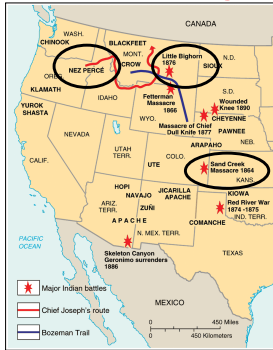 CANADA
WASH.
CHINOOK
BLACKFEET
MONT.
CROW
Little Bighorn
1876
N.D.
SIOUX
NEZ PERCÉ
OREG.
KLAMATH
IDAHO
Fetterman
Massacre
1866
S.D.
Wounded
Knee 1890
CHEYENNE
YUROK
SHASTA
WYO.
Massacre of Chief
Dull Knife 1877
PAWNEE
NEB.
NEVADA
UTAH
TERR.
ARAPAHO
COLO.
UTE
Sand Creek
Massacre 1864
KANS.
CALIF.
HOPI
NAVAJO
JICARILLA
APACHE
KIOWA
Red River War
1874 -1875
IND. TERR.
ARIZ.
TERR.
ZUÑI
APACHE
N. MEX. TERR.
COMANCHE
PACIFIC
OCEAN
TEXAS
Skeleton Canyon
Geronimo surrenders
1886
Major Indian battles
Chief Joseph's route
Bozeman Trail
MEXICO
0
450 Miles
0
450 Kilometers